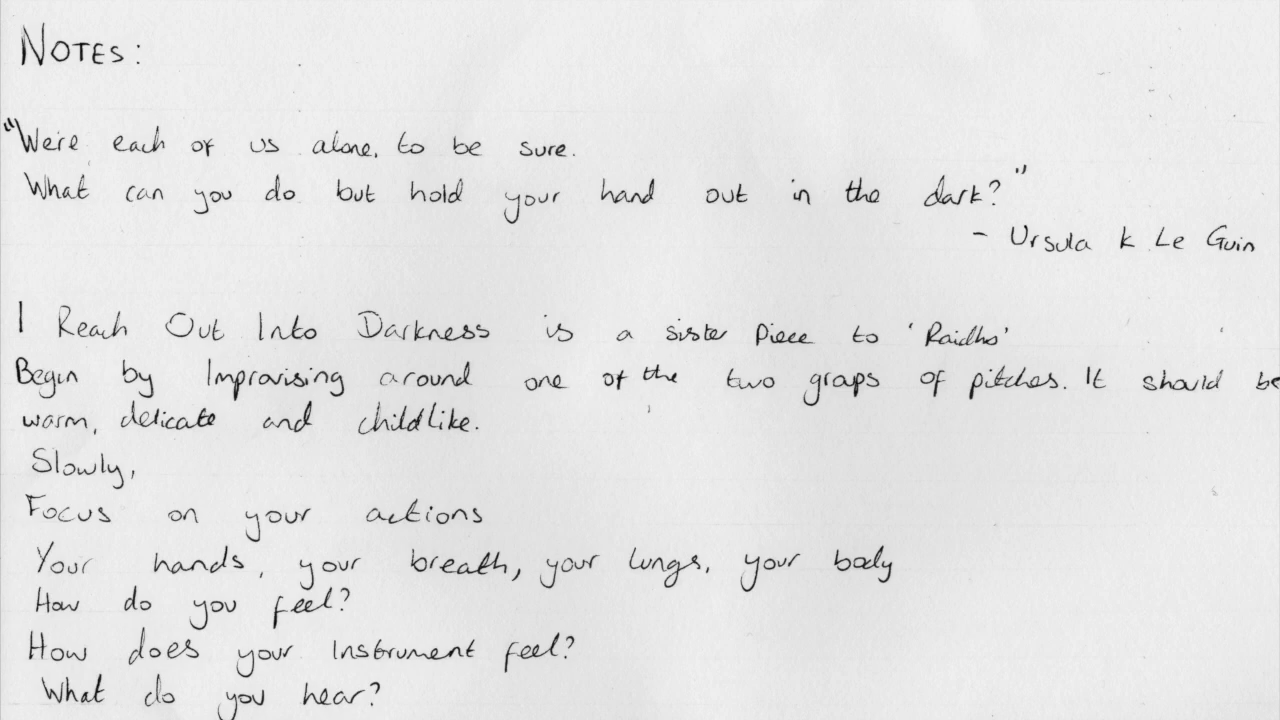 NOTES:
"We're each of us alone, to be sure.
What can you do but hold your hand out in the dark?"
- Ursula K Le Guin
I Reach Out Into Darkness is a sister piece to 'Raidho'
Begin by Improvising around one of the two groups of pitches. It should be
warm, delicate and childlike.
Slowly,
Focus on your actions
Your hands, your breath, your lungs, your body
How do you feel?
How does your Instrument feel?
What do you hear?